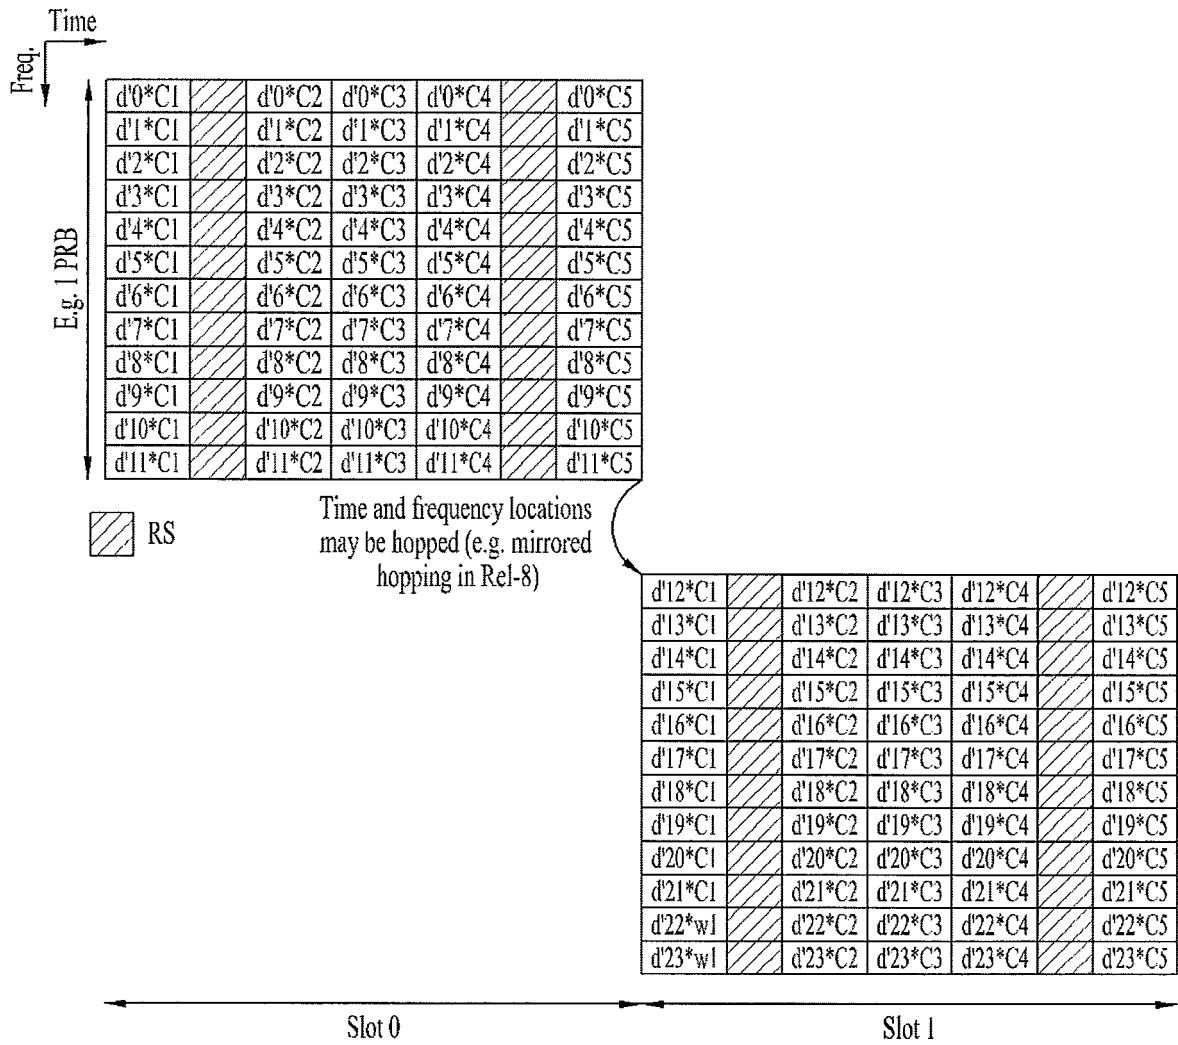 Time
Freq.
E.g. 1 PRB
d'0*C1 d'0*C2 d'0*C3 d'0*C4 d'0*C5
d'1*C1 d'1*C2 d'1*C3 d'1*C4 d'1*C5
d'2*C1 d'2*C2 d'2*C3 d'2*C4 d'2*C5
d'3*C1 d'3*C2 d'3*C3 d'3*C4 d'3*C5
d'4*C1 d'4*C2 d'4*C3 d'4*C4 d'4*C5
d'5*C1 d'5*C2 d'5*C3 d'5*C4 d'5*C5
d'6*C1 d'6*C2 d'6*C3 d'6*C4 d'6*C5
d'7*C1 d'7*C2 d'7*C3 d'7*C4 d'7*C5
d'8*C1 d'8*C2 d'8*C3 d'8*C4 d'8*C5
d'9*C1 d'9*C2 d'9*C3 d'9*C4 d'9*C5
d'10*C1 d'10*C2 d'10*C3 d'10*C4 d'10*C5
d'11*C1 d'11*C2 d'11*C3 d'11*C4 d'11*C5
RS
Time and frequency locations
may be hopped (e.g. mirrored
hopping in Rel-8)
d'12*C1 d'12*C2 d'12*C3 d'12*C4 d'12*C5
d'13*C1 d'13*C2 d'13*C3 d'13*C4 d'13*C5
d'14*C1 d'14*C2 d'14*C3 d'14*C4 d'14*C5
d'15*C1 d'15*C2 d'15*C3 d'15*C4 d'15*C5
d'16*C1 d'16*C2 d'16*C3 d'16*C4 d'16*C5
d'17*C1 d'17*C2 d'17*C3 d'17*C4 d'17*C5
d'18*C1 d'18*C2 d'18*C3 d'18*C4 d'18*C5
d'19*C1 d'19*C2 d'19*C3 d'19*C4 d'19*C5
d'20*C1 d'20*C2 d'20*C3 d'20*C4 d'20*C5
d'21*C1 d'21*C2 d'21*C3 d'21*C4 d'21*C5
d'22*w1 d'22*C2 d'22*C3 d'22*C4 d'22*C5
d'23*w1 d'23*C2 d'23*C3 d'23*C4 d'23*C5
Slot 0
Slot 1